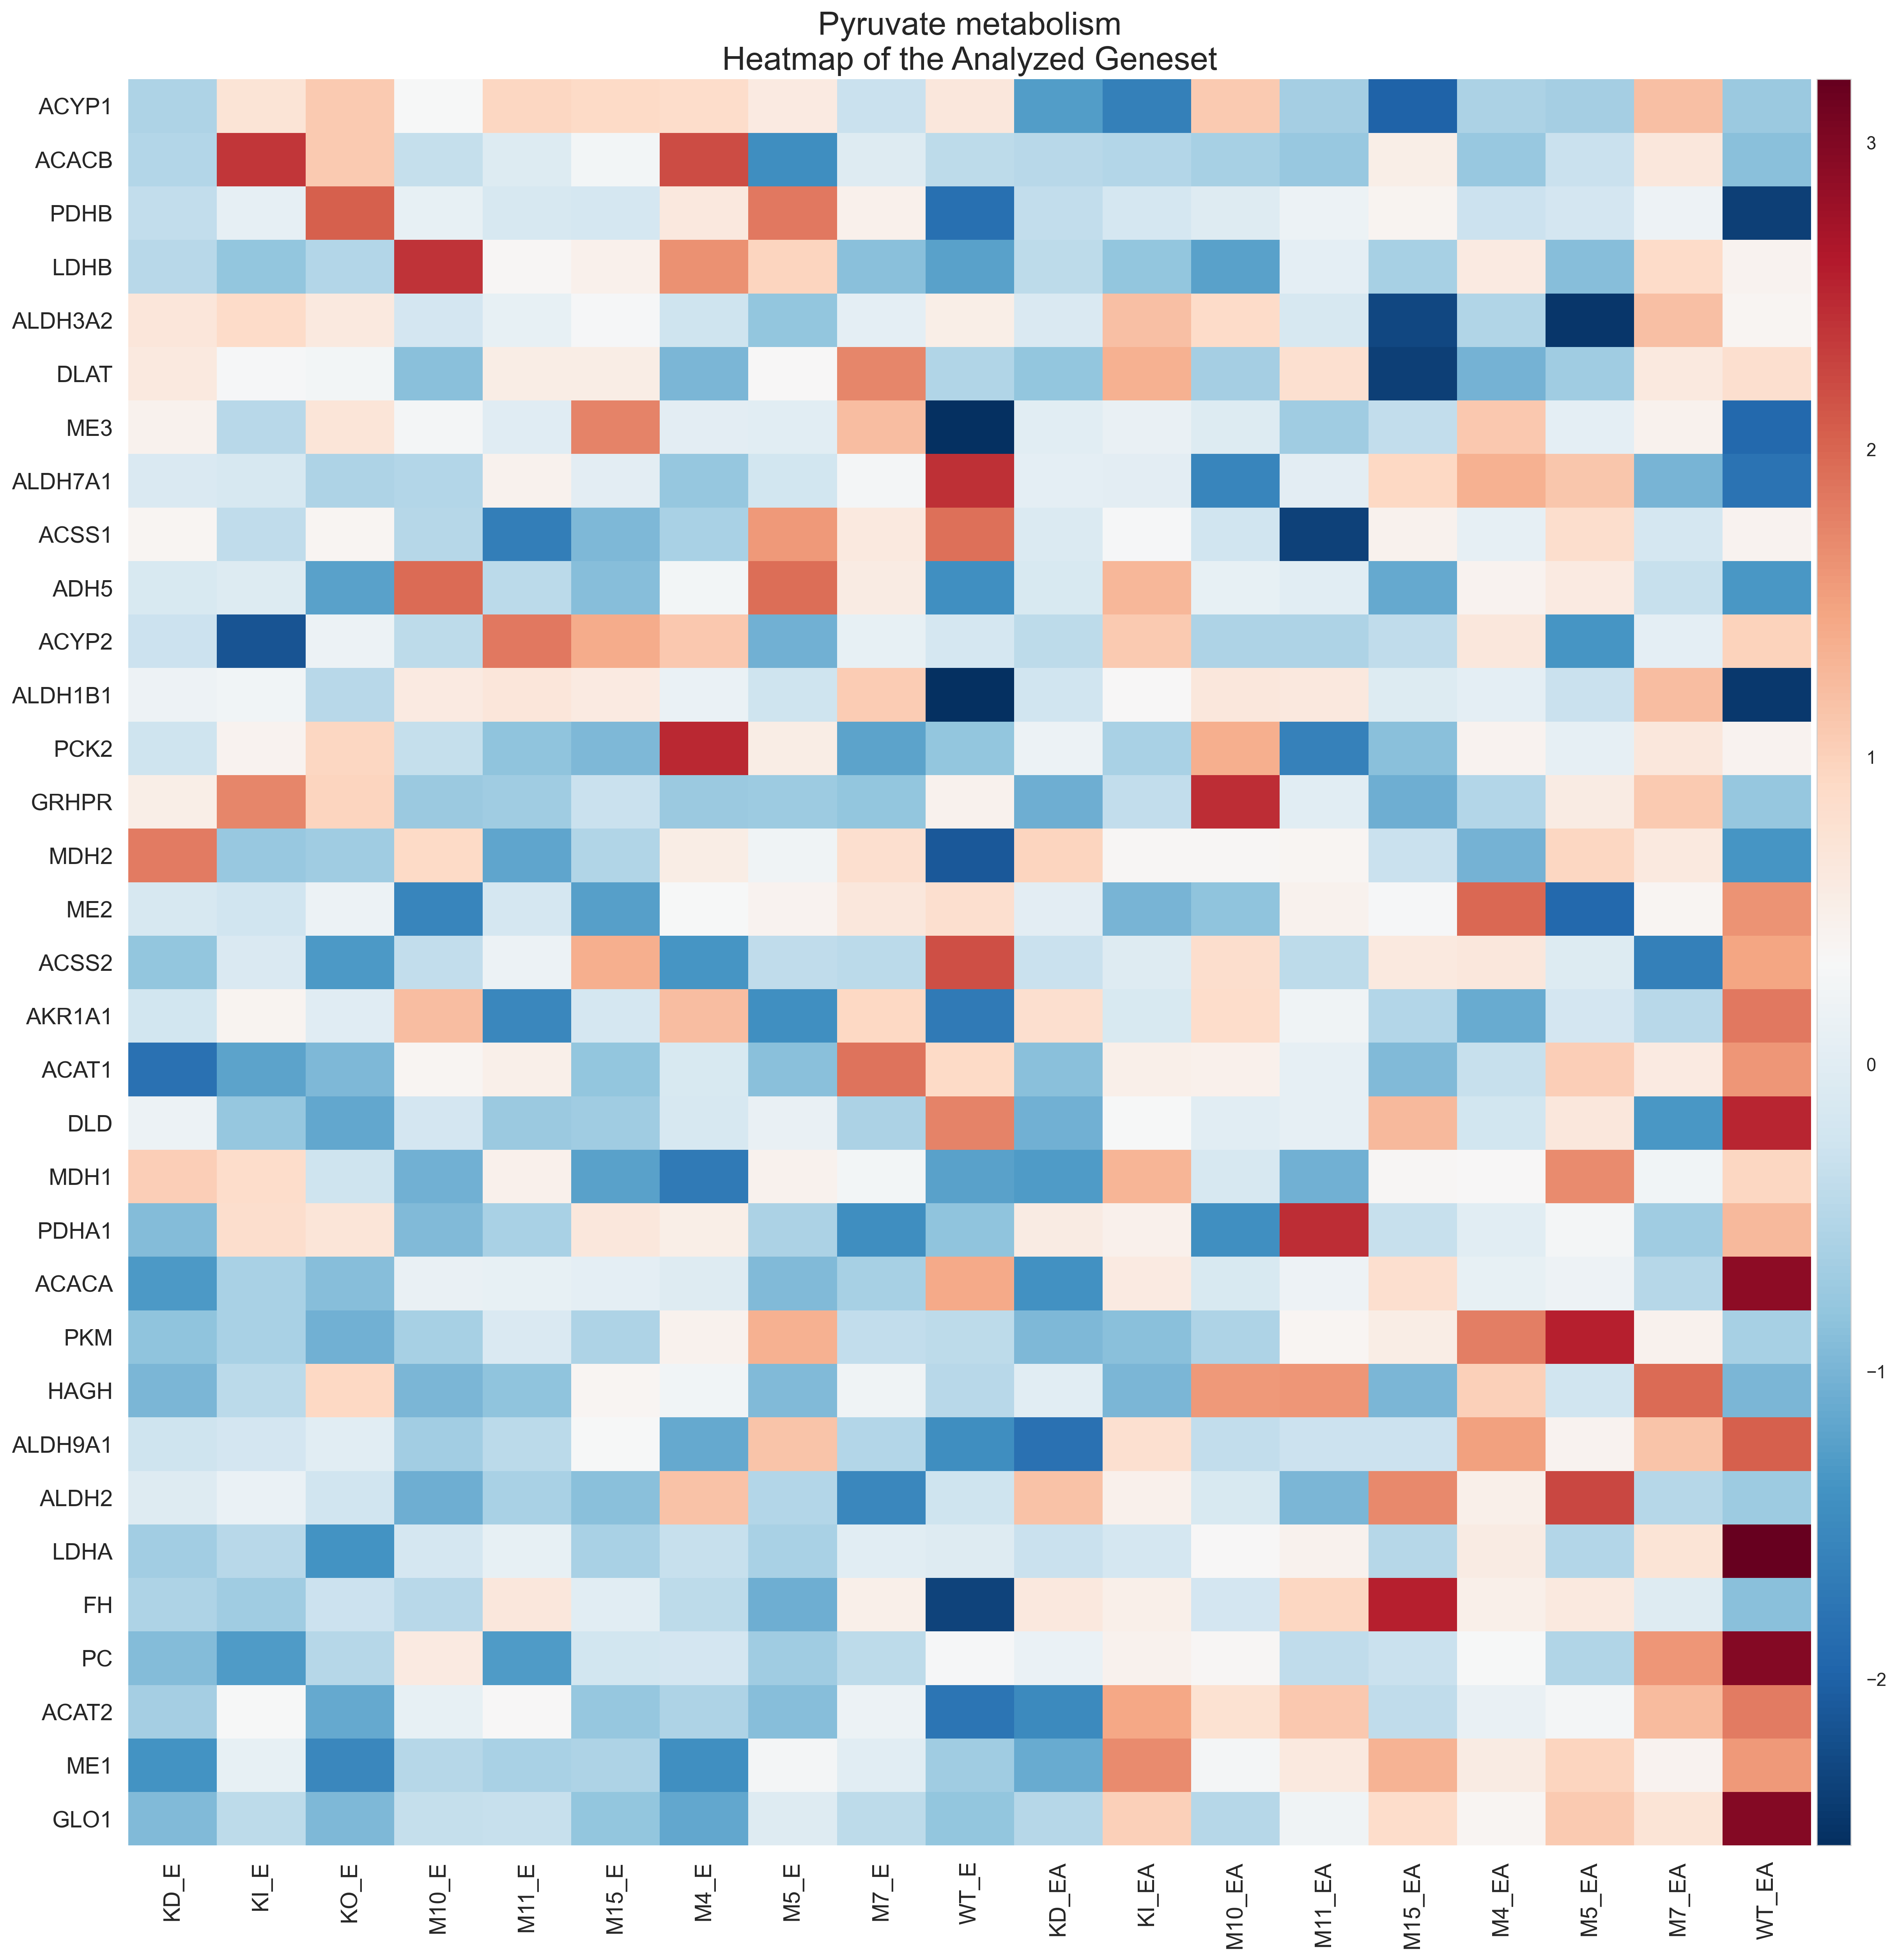 Pyruvate metabolism
Heatmap of the Analyzed Geneset
ACYP1
ACACB
PDHB
LDHB
ALDH3A2
DLAT
ME3
ALDH7A1
ACSS1
ADH5
ACYP2
ALDH1B1
PCK2
GRHPR
MDH2
ME2
ACSS2
AKR1A1
ACAT1
DLD
MDH1
PDHA1
ACACA
PKM
HAGH
ALDH9A1
ALDH2
LDHA
FH
PC
ACAT2
ME1
GLO1
KD_E
KI_E
KO_E
M10_E
M11_E
M15_E
M4_E
M5_E
M7_E
WT_E
KD_EA
KI_EA
M10_EA
M11_EA
M15_EA
M4_EA
M5_EA
M7_EA
WT_EA
3
2
1
0
−1
−2